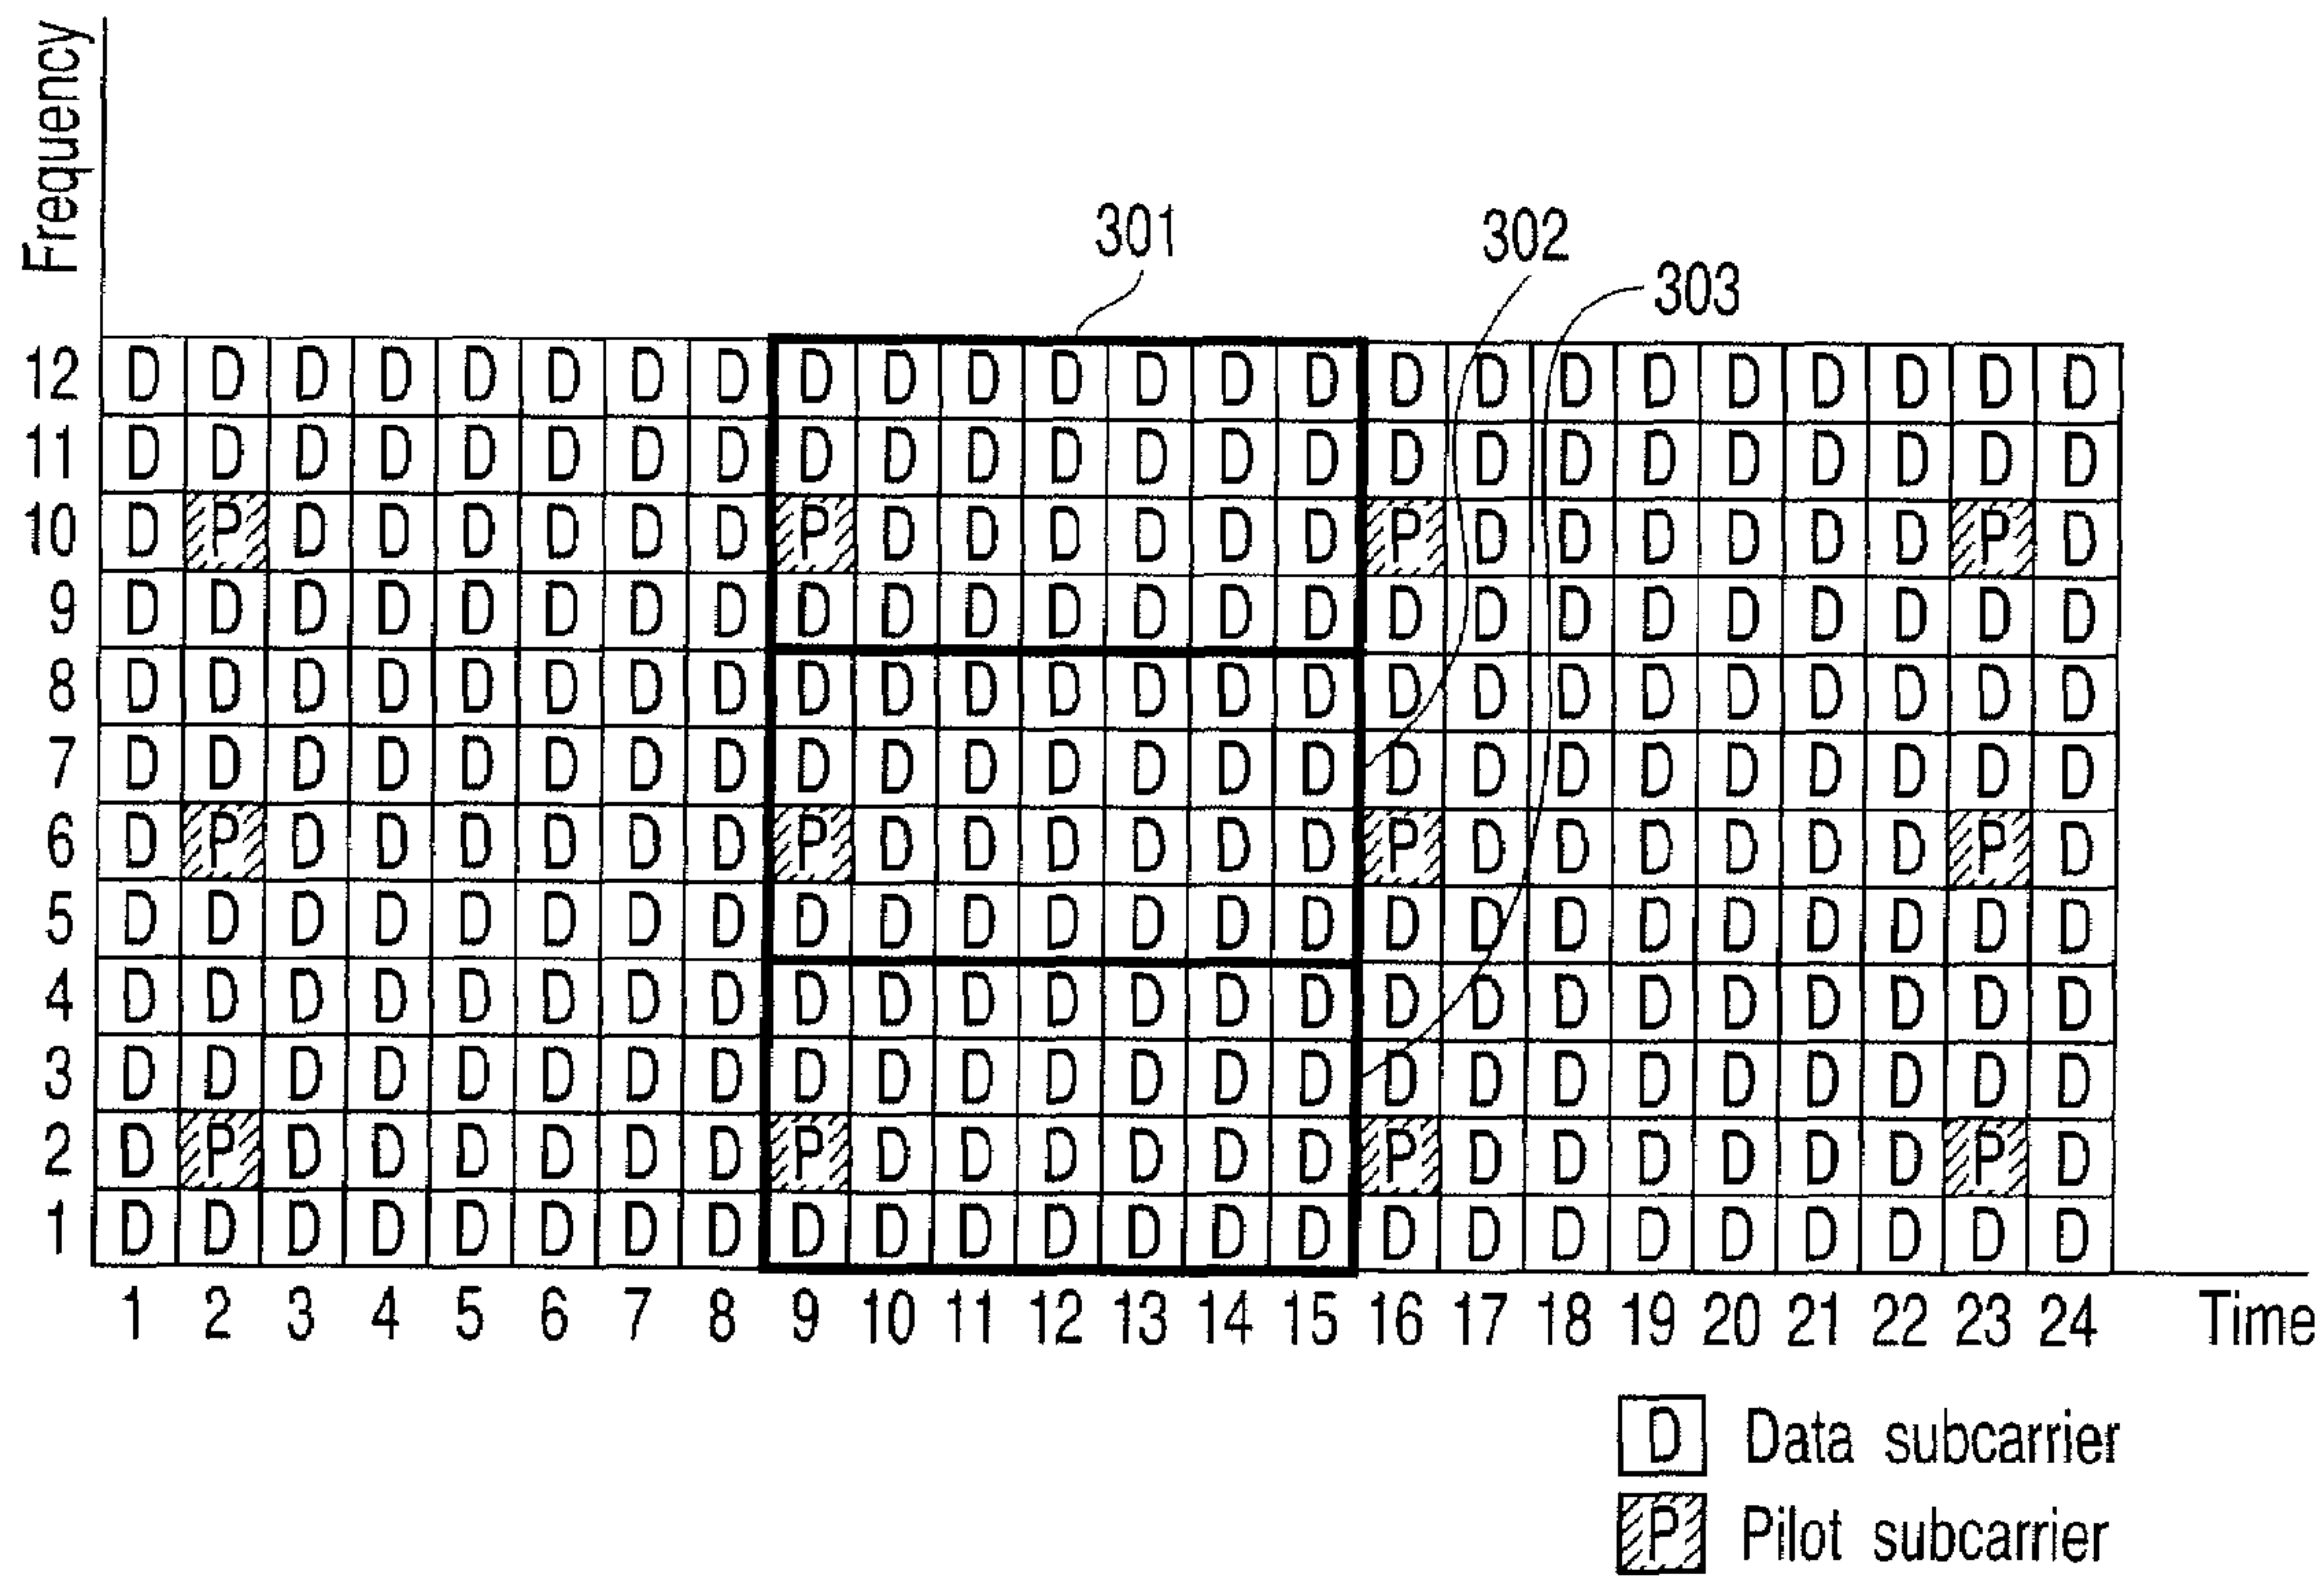 Frequency
301
302
303
12 D D D D D D D D D D D D D D D D D D D D D D D D
11 D D D D D D D D D D D D D D D D D D D D D D D D
10 D P D D D D D D P D D D D D D P D D D D D D P D
9 D D D D D D D D D D D D D D D D D D D D D D D D
8 D D D D D D D D D D D D D D D D D D D D D D D D
7 D D D D D D D D D D D D D D D D D D D D D D D D
6 D P D D D D D D P D D D D D D P D D D D D D P D
5 D D D D D D D D D D D D D D D D D D D D D D D D
4 D D D D D D D D D D D D D D D D D D D D D D D D
3 D D D D D D D D D D D D D D D D D D D D D D D D
2 D P D D D D D D P D D D D D D P D D D D D D P D
1 D D D D D D D D D D D D D D D D D D D D D D D D
1 2 3 4 5 6 7 8 9 10 11 12 13 14 15 16 17 18 19 20 21 22 23 24 Time
D Data subcarrier
P Pilot subcarrier